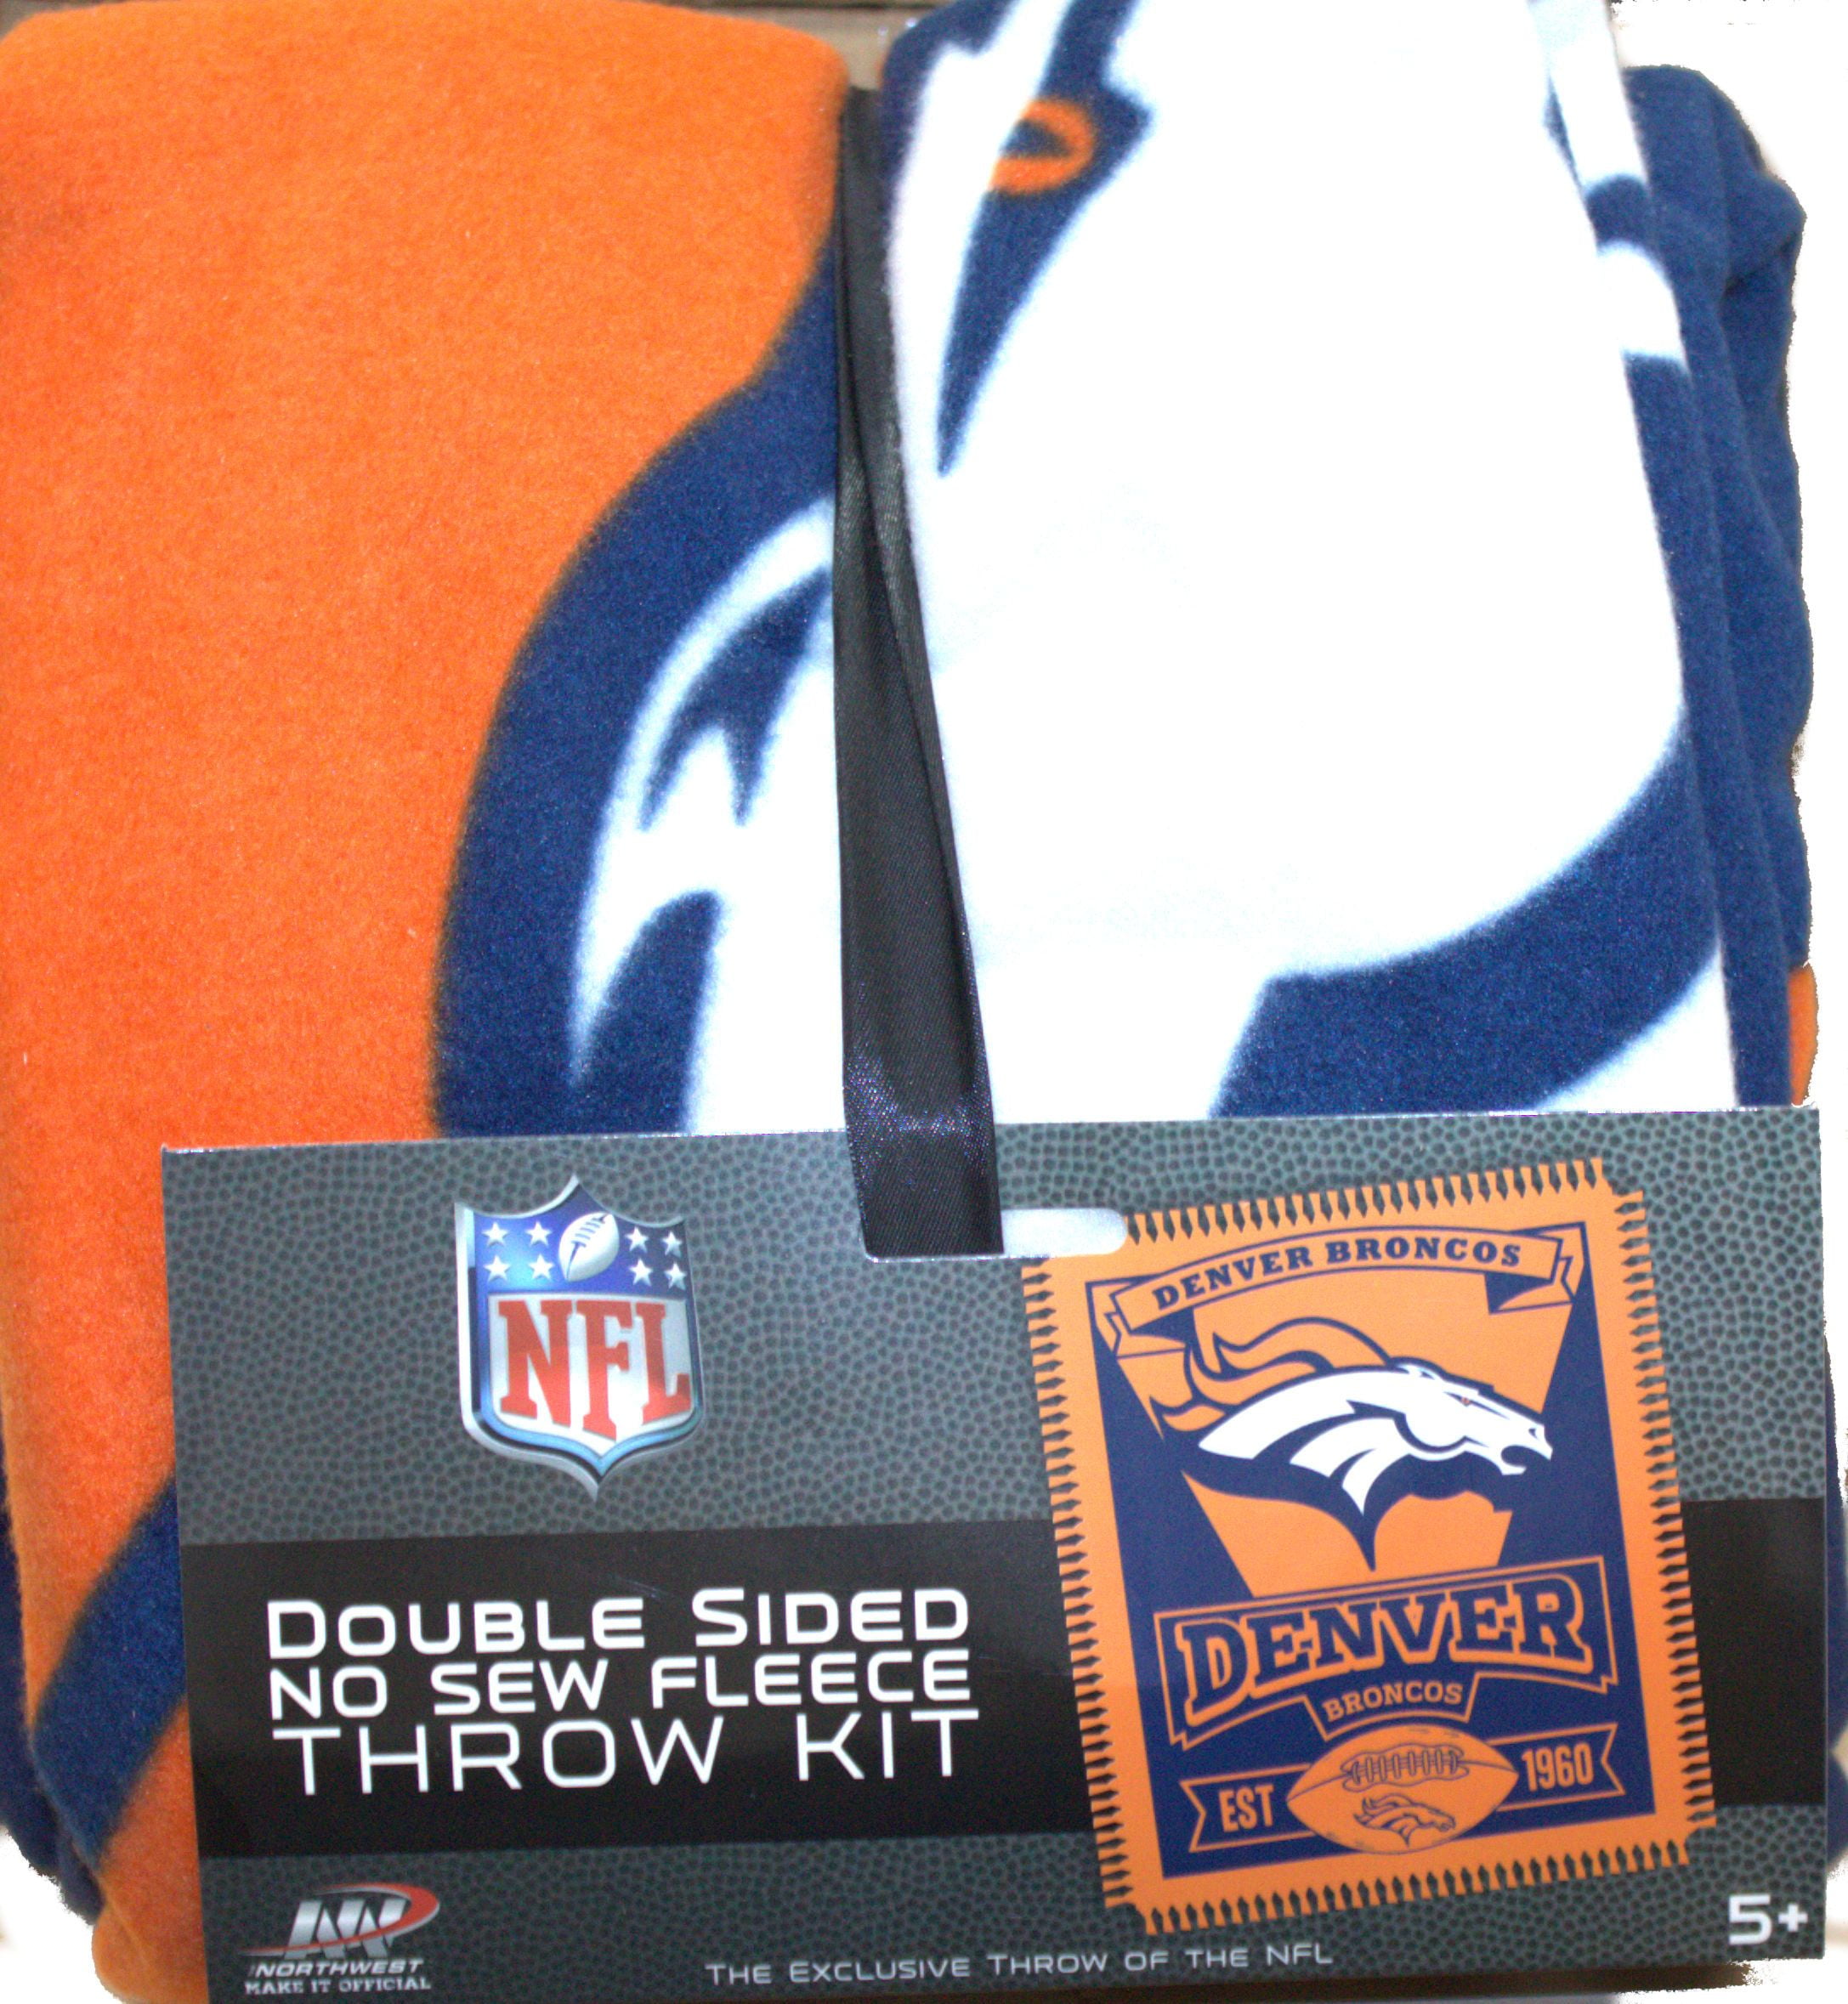 NFL
DENVER BRONCOS
DENVER
BRONCOS
EST
1960
DOUBLE SIDED
NO SEW FLEECE
THROW KIT
THE NORTHWEST
MAKE IT OFFICIAL
THE EXCLUSIVE THROW OF THE NFL
5+